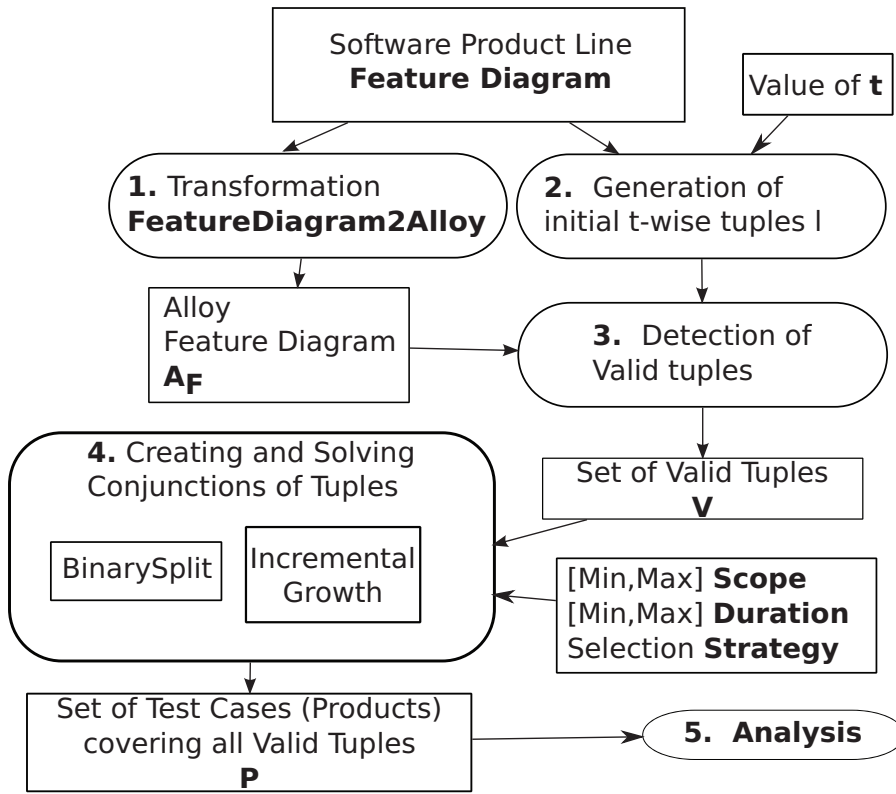 Software Product Line
Feature Diagram
Value of t
1. Transformation
FeatureDiagram2Alloy
2. Generation of
initial t-wise tuples I
Alloy
Feature Diagram
AF
3. Detection of
Valid tuples
4. Creating and Solving
Conjunctions of Tuples
Set of Valid Tuples
V
BinarySplit
Incremental
Growth
[Min,Max] Scope
[Min,Max] Duration
Selection Strategy
Set of Test Cases (Products)
covering all Valid Tuples
P
5. Analysis